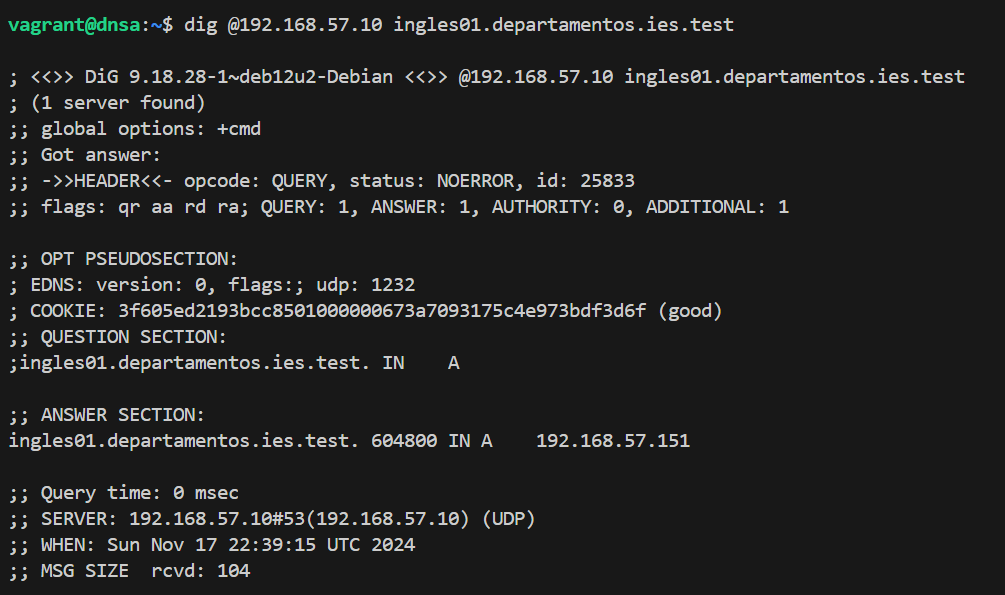 vagrant@dnsa:~$ dig @192.168.57.10 ingles01.departamentos.ies.test
; <<>> DiG 9.18.28-1~deb12u2-Debian <<>> @192.168.57.10 ingles01.departamentos.ies.test
; (1 server found)
;; global options: +cmd
;; Got answer:
;; ->>HEADER<<- opcode: QUERY, status: NOERROR, id: 25833
;; flags: qr aa rd ra; QUERY: 1, ANSWER: 1, AUTHORITY: 0, ADDITIONAL: 1
;; OPT PSEUDOSECTION:
; EDNS: version: 0, flags:; udp: 1232
; COOKIE: 3f605ed2193bcc8501000000673a7093175c4e973bdf3d6f (good)
;; QUESTION SECTION:
;ingles01.departamentos.ies.test. IN    A
;; ANSWER SECTION:
ingles01.departamentos.ies.test. 604800 IN A    192.168.57.151
;; Query time: 0 msec
;; SERVER: 192.168.57.10#53(192.168.57.10) (UDP)
;; WHEN: Sun Nov 17 22:39:15 UTC 2024
;; MSG SIZE  rcvd: 104